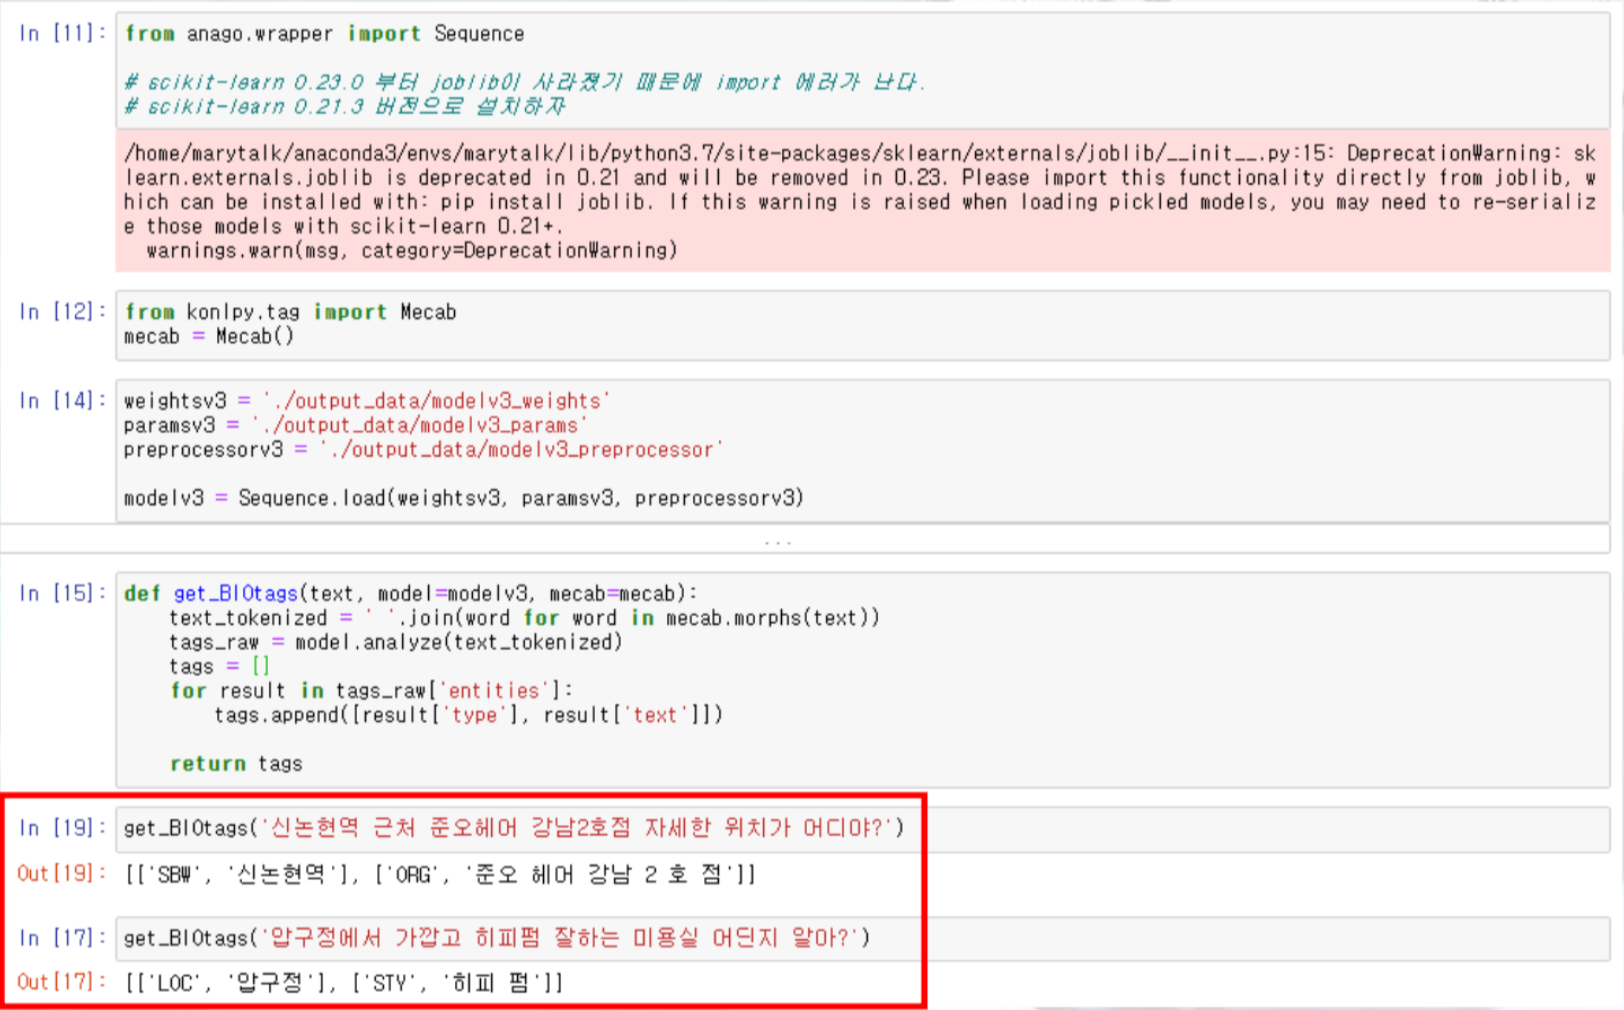 In [11]: from anago.wrapper import Sequence
# scikit-learn 0.23.0 부터 joblib이 사라졌기 때문에 import 에러가 난다.
# scikit-learn 0.21.3 버전으로 설치하자
/home/marytalk/anaconda3/envs/marytalk/lib/python3.7/site-packages/sklearn/externals/joblib/__init__.py:15: DeprecationWarning: sk
learn.externals.joblib is deprecated in 0.21 and will be removed in 0.23. Please import this functionality directly from joblib, w
hich can be installed with: pip install joblib. If this warning is raised when loading pickled models, you may need to re-serializ
e those models with scikit-learn 0.21+.
  warnings.warn(msg, category=DeprecationWarning)
In [12]: from konlpy.tag import Mecab
mecab = Mecab()
In [14]: weightsv3 = './output_data/modelv3_weights'
paramsv3 = './output_data/modelv3_params'
preprocessorv3 = './output_data/modelv3_preprocessor'
modelv3 = Sequence.load(weightsv3, paramsv3, preprocessorv3)
...
In [15]: def get_BIOtags(text, model=modelv3, mecab=mecab):
    text_tokenized = ' '.join(word for word in mecab.morphs(text))
    tags_raw = model.analyze(text_tokenized)
    tags = []
    for result in tags_raw['entities']:
        tags.append([result['type'], result['text']])
    return tags
In [19]: get_BIOtags('신논현역 근처 준오헤어 강남2호점 자세한 위치가 어디야?')
Out[19]: [['SBW', '신논현역'], ['ORG', '준오 헤어 강남 2 호 점']]
In [17]: get_BIOtags('압구정에서 가깝고 히피펌 잘하는 미용실 어딘지 알아?')
Out[17]: [['LOC', '압구정'], ['STY', '히피 펌']]